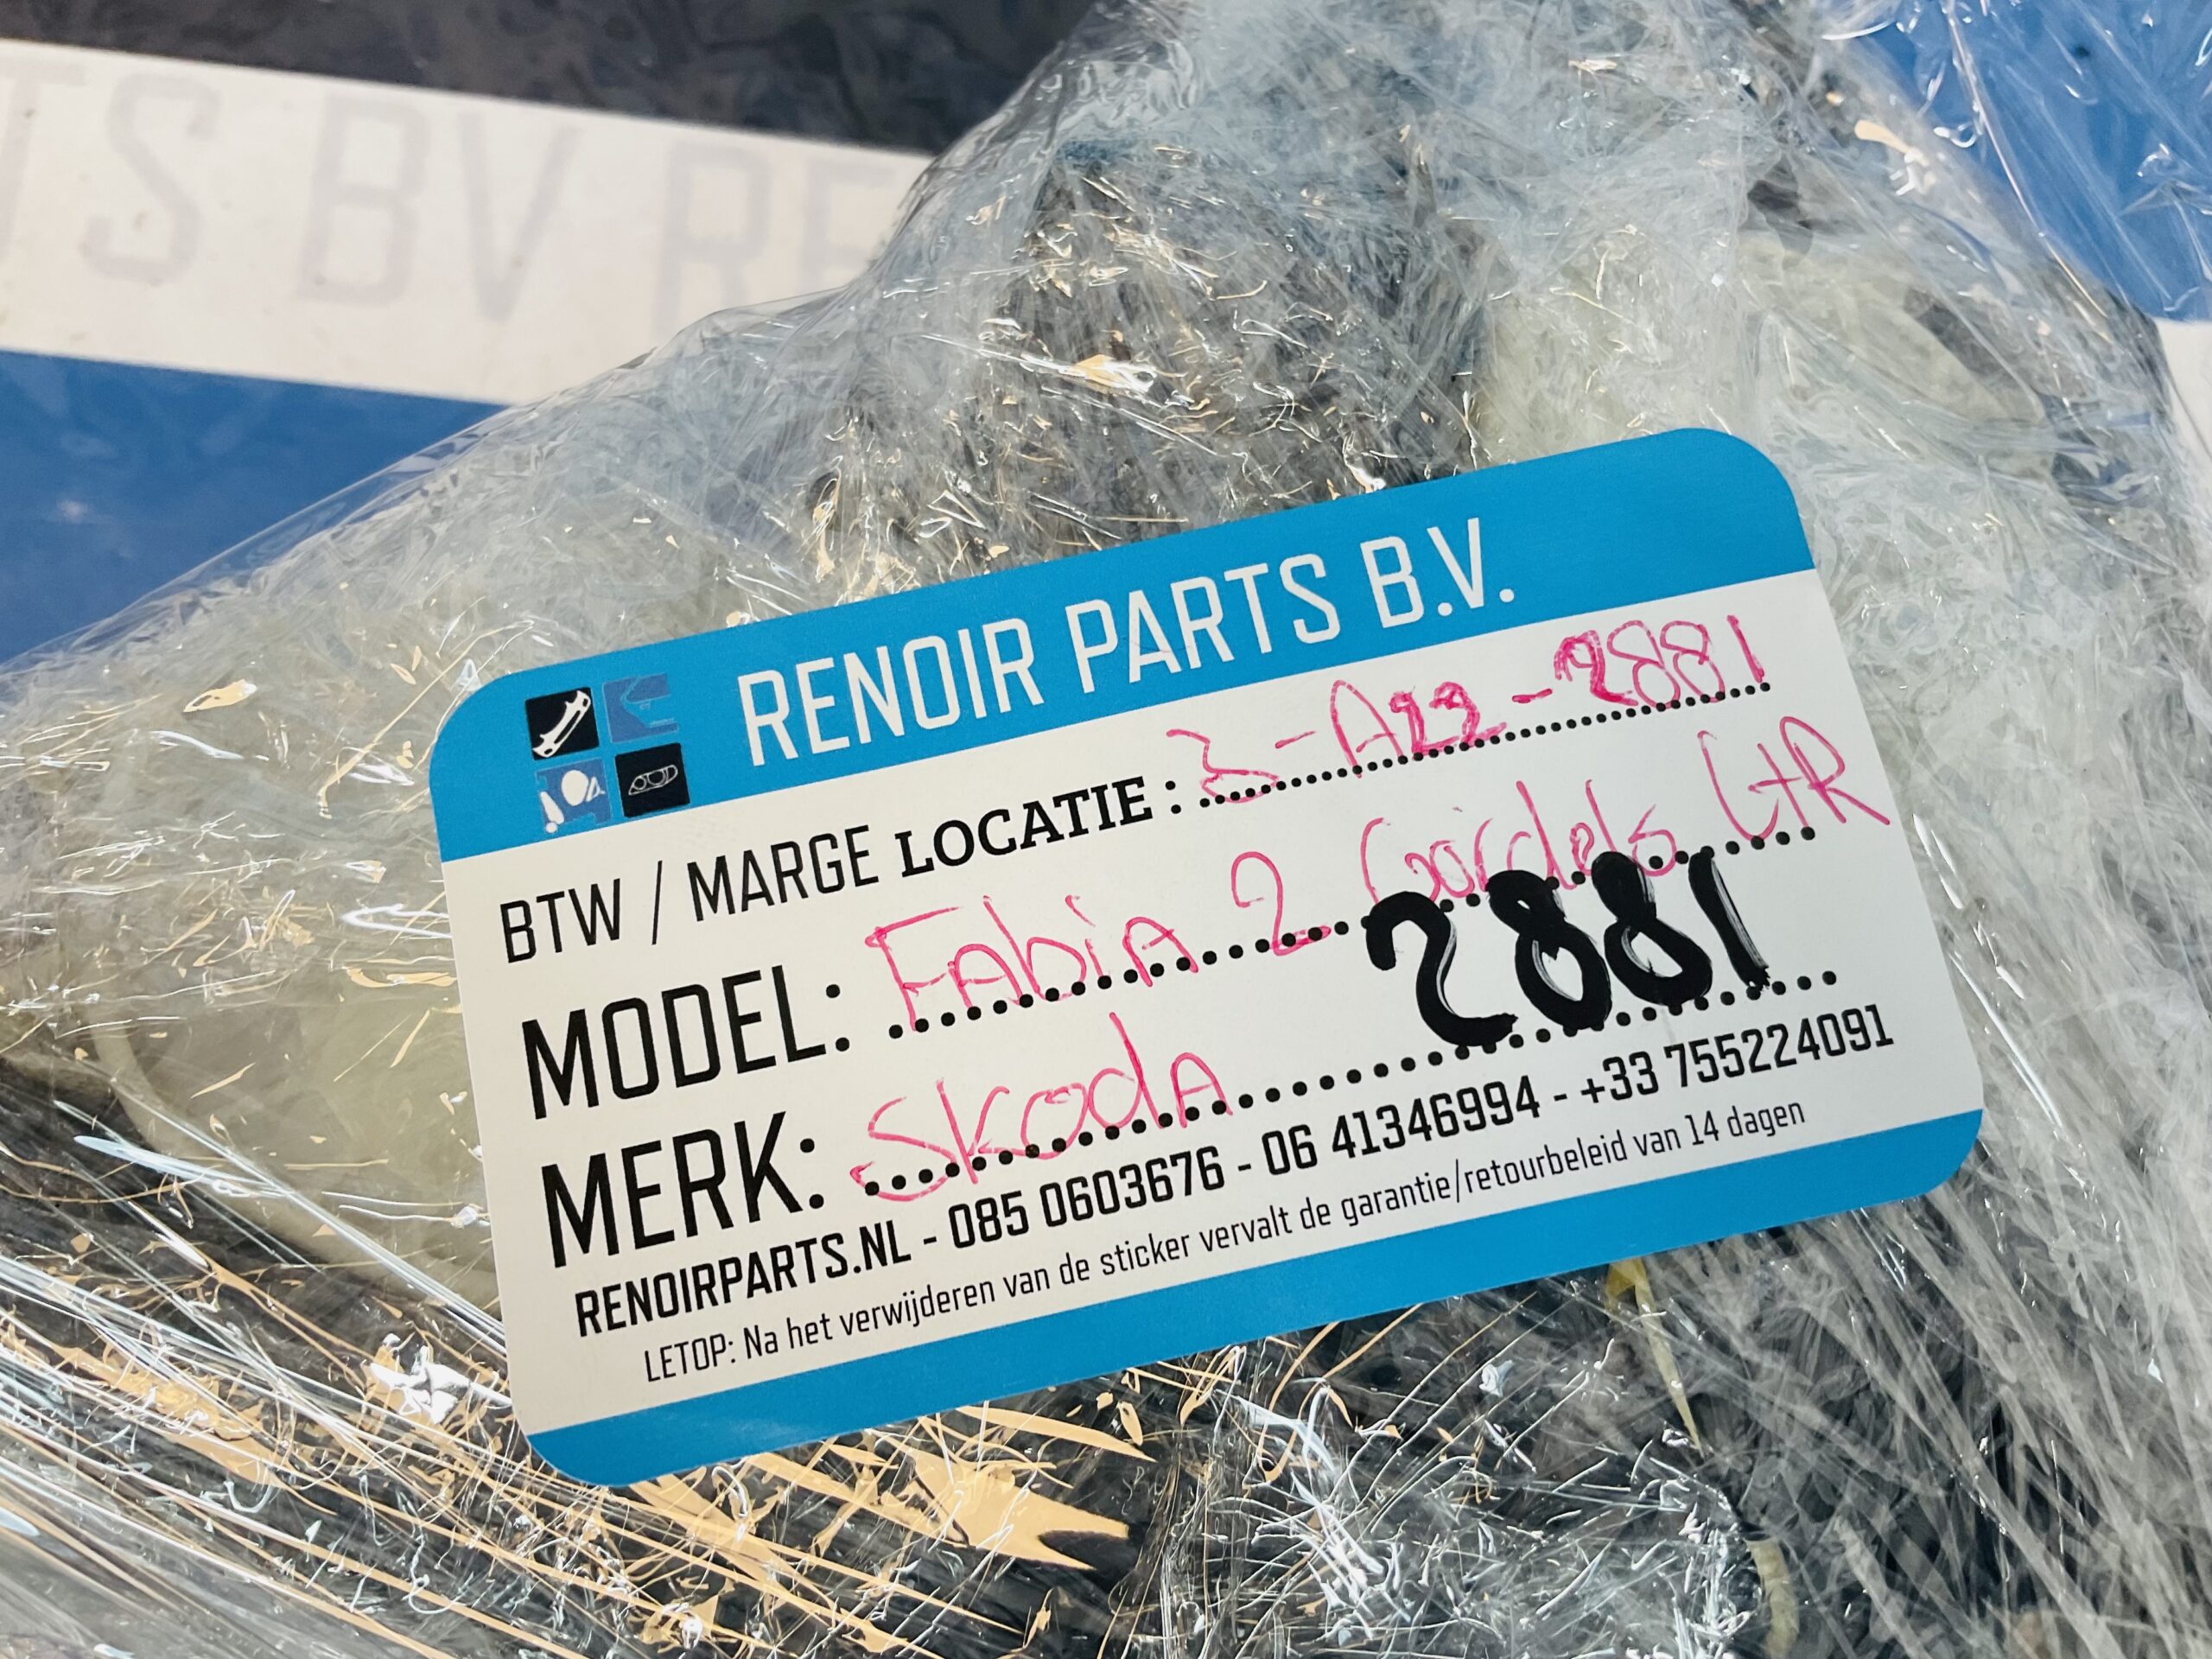 TS BV RE
RENOIR PARTS B.V.
BTW / MARGE LOCATIE : 3-A22-2881
MODEL: FAbiA 2 Gordels L+R
2881
MERK: SkodA
RENOIRPARTS.NL - 085 0603676 - 06 41346994 - +33 755224091
LETOP: Na het verwijderen van de sticker vervalt de garantie/retourbeleid van 14 dagen